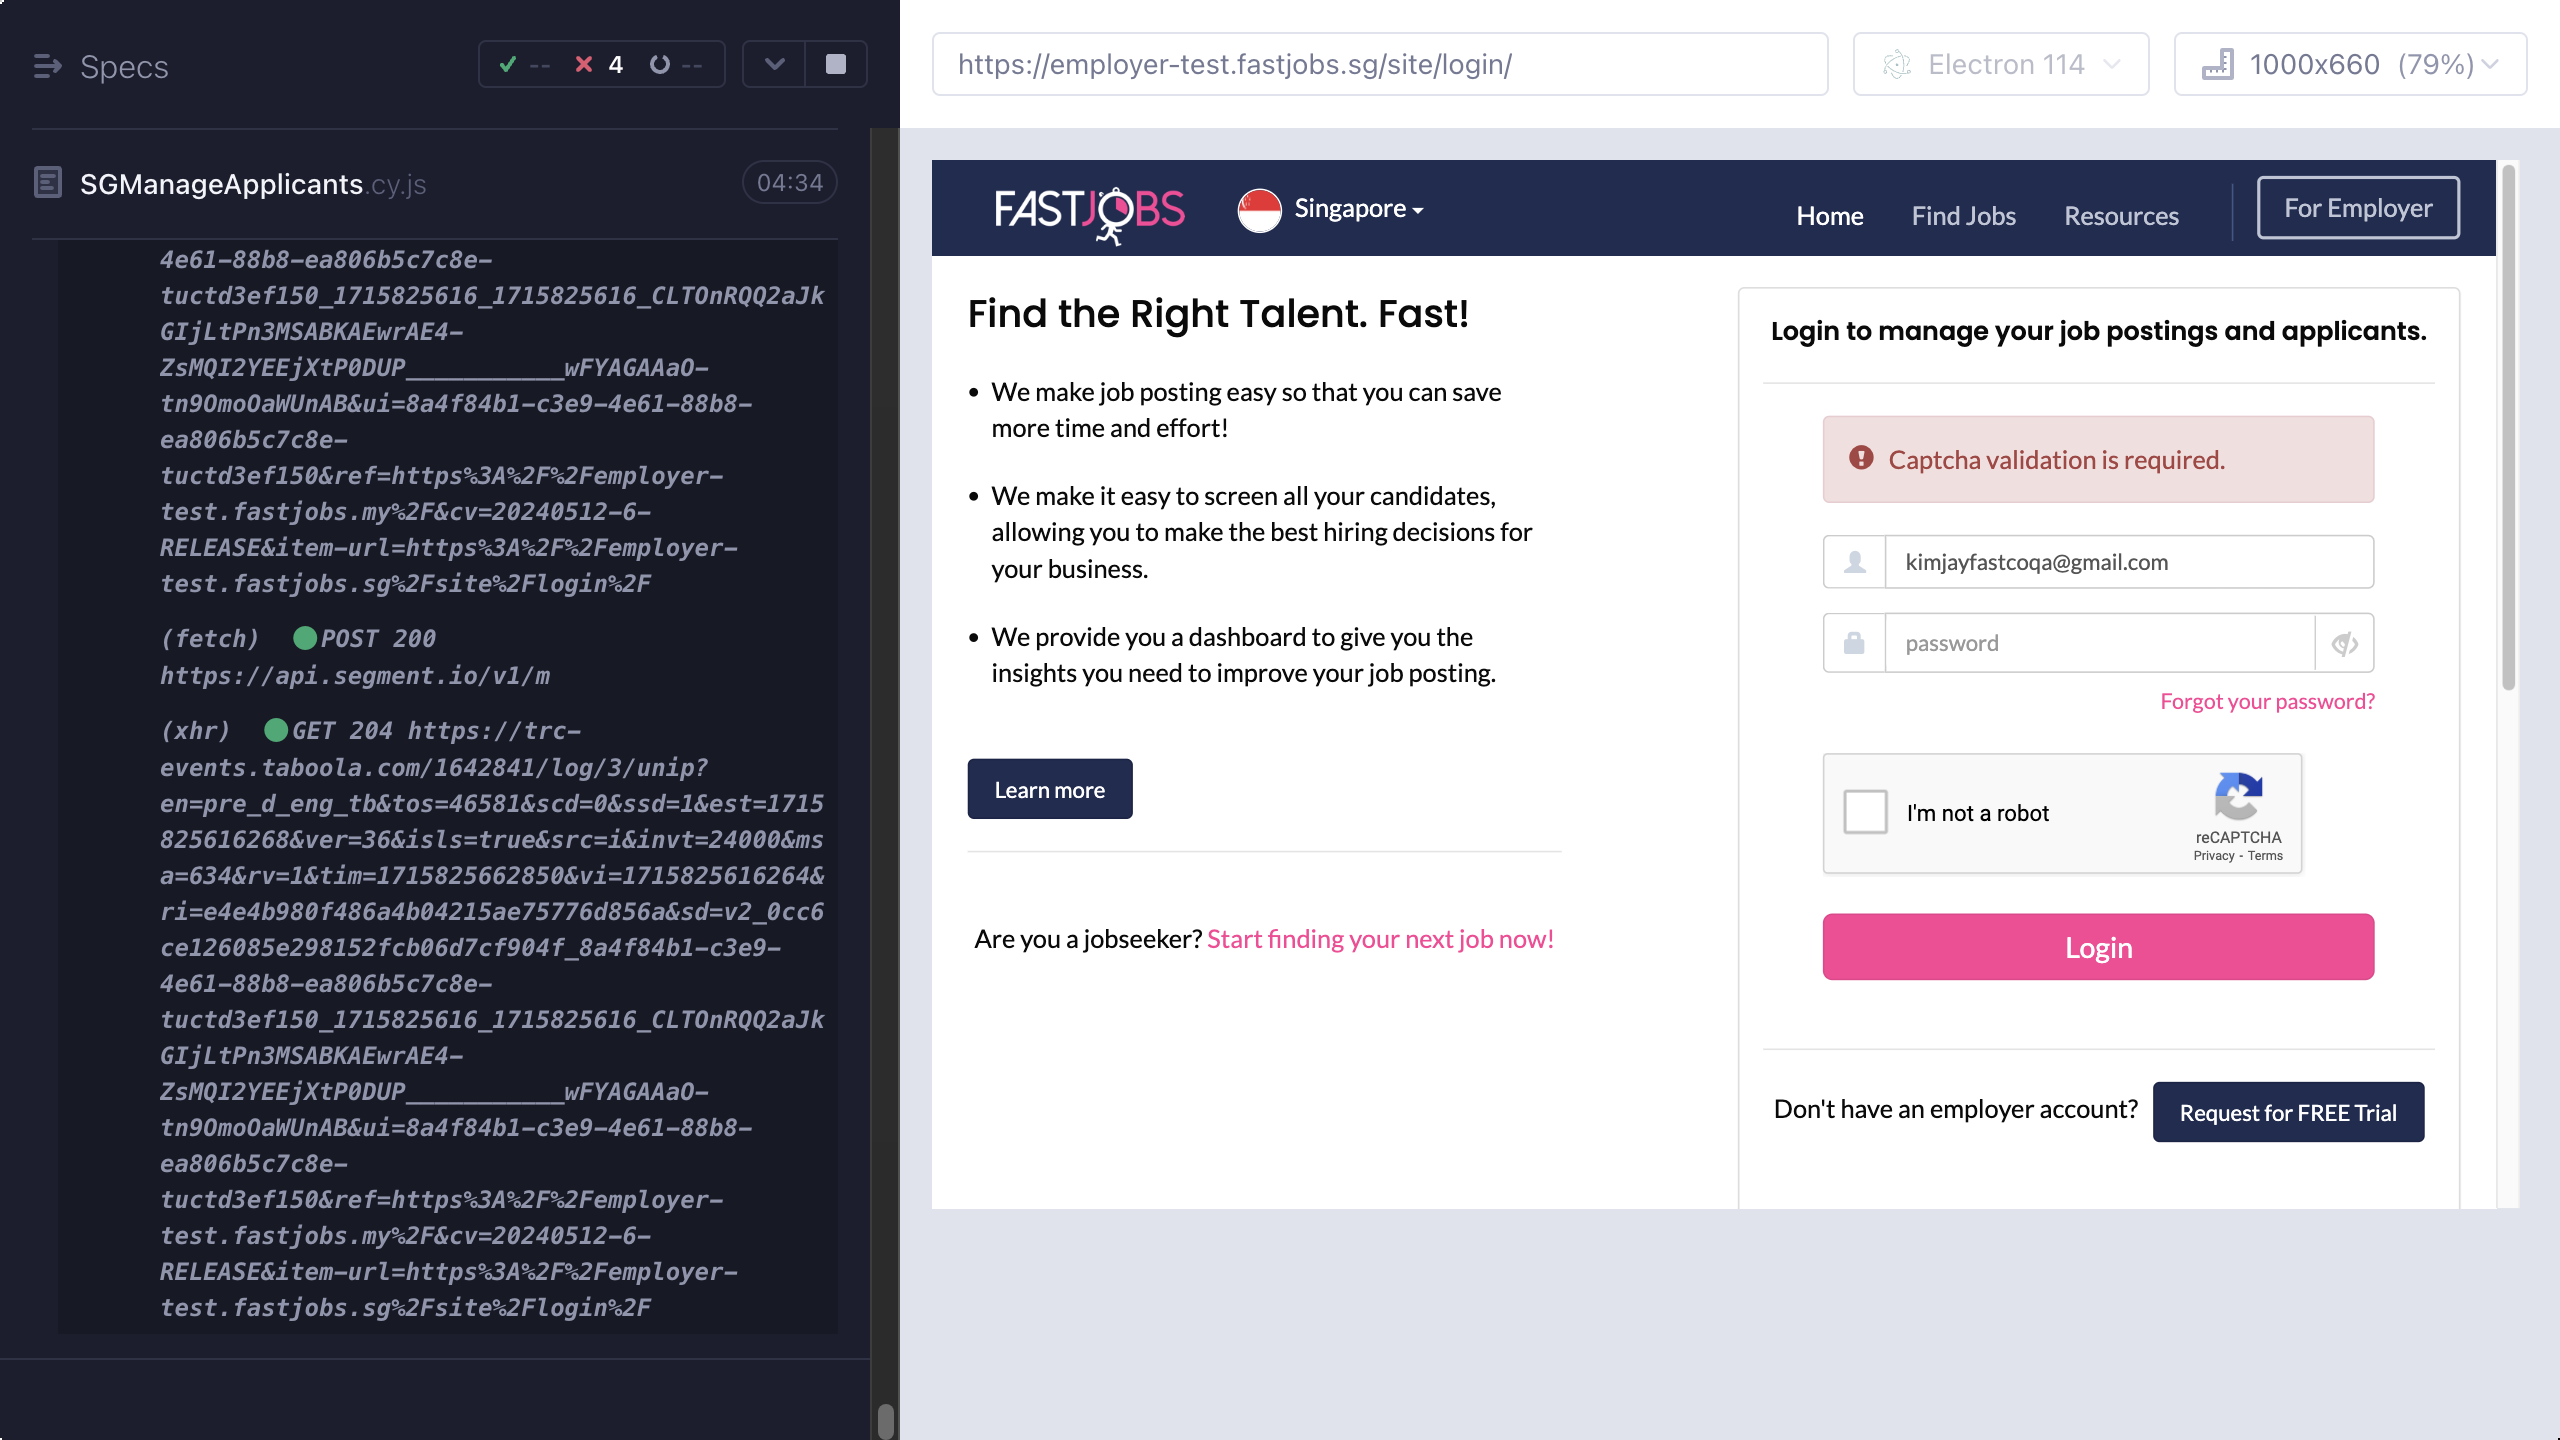 Specs
-- 4 --
SGManageApplicants.cy.js
04:34
4e61-88b8-ea806b5c7c8e-
tuctd3ef150_1715825616_1715825616_CLTOnRQQ2aJk
GIjLtPn3MSABKAEwrAE4-
ZsMQI2YEEjXtP0DUP___________wFYAGAAaO-
tn9OmoOaWUnAB&ui=8a4f84b1-c3e9-4e61-88b8-
ea806b5c7c8e-
tuctd3ef150&ref=https%3A%2F%2Femployer-
test.fastjobs.my%2F&cv=20240512-6-
RELEASE&item-url=https%3A%2F%2Femployer-
test.fastjobs.sg%2Fsite%2Flogin%2F
(fetch) POST 200
https://api.segment.io/v1/m
(xhr) GET 204 https://trc-
events.taboola.com/1642841/log/3/unip?
en=pre_d_eng_tb&tos=46581&scd=0&ssd=1&est=1715
825616268&ver=36&isls=true&src=i&invt=24000&ms
a=634&rv=1&tim=1715825662850&vi=1715825616264&
ri=e4e4b980f486a4b04215ae75776d856a&sd=v2_0cc6
ce126085e298152fcb06d7cf904f_8a4f84b1-c3e9-
4e61-88b8-ea806b5c7c8e-
tuctd3ef150_1715825616_1715825616_CLTOnRQQ2aJk
GIjLtPn3MSABKAEwrAE4-
ZsMQI2YEEjXtP0DUP___________wFYAGAAaO-
tn9OmoOaWUnAB&ui=8a4f84b1-c3e9-4e61-88b8-
ea806b5c7c8e-
tuctd3ef150&ref=https%3A%2F%2Femployer-
test.fastjobs.my%2F&cv=20240512-6-
RELEASE&item-url=https%3A%2F%2Femployer-
test.fastjobs.sg%2Fsite%2Flogin%2F
https://employer-test.fastjobs.sg/site/login/
Electron 114
1000x660 (79%)
FASTJOBS
Singapore
Home
Find Jobs
Resources
For Employer
Find the Right Talent. Fast!
• We make job posting easy so that you can save
more time and effort!
• We make it easy to screen all your candidates,
allowing you to make the best hiring decisions for
your business.
• We provide you a dashboard to give you the
insights you need to improve your job posting.
Learn more
Are you a jobseeker? Start finding your next job now!
Login to manage your job postings and applicants.
Captcha validation is required.
kimjayfastcoqa@gmail.com
password
Forgot your password?
I'm not a robot
reCAPTCHA
Privacy - Terms
Login
Don't have an employer account?
Request for FREE Trial